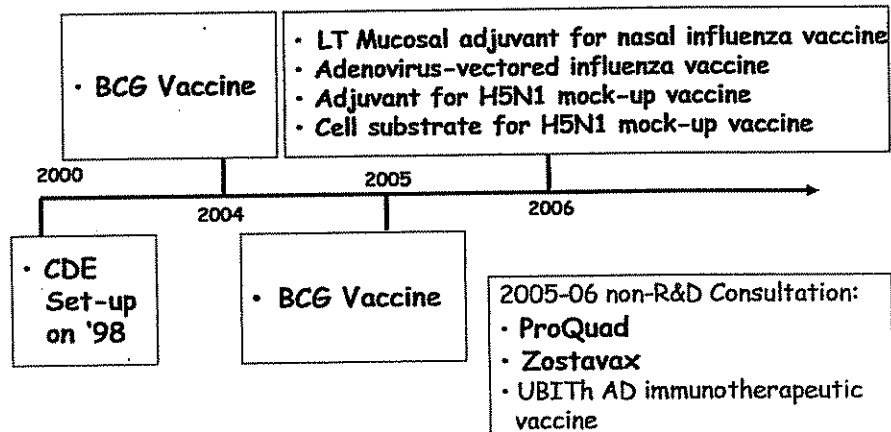 · BCG Vaccine
· LT Mucosal adjuvant for nasal influenza vaccine
· Adenovirus-vectored influenza vaccine
· Adjuvant for H5N1 mock-up vaccine
· Cell substrate for H5N1 mock-up vaccine
2000
2004
2005
2006
· CDE
Set-up
on '98
· BCG Vaccine
2005-06 non-R&D Consultation:
· ProQuad
· Zostavax
· UBITh AD immunotherapeutic
vaccine